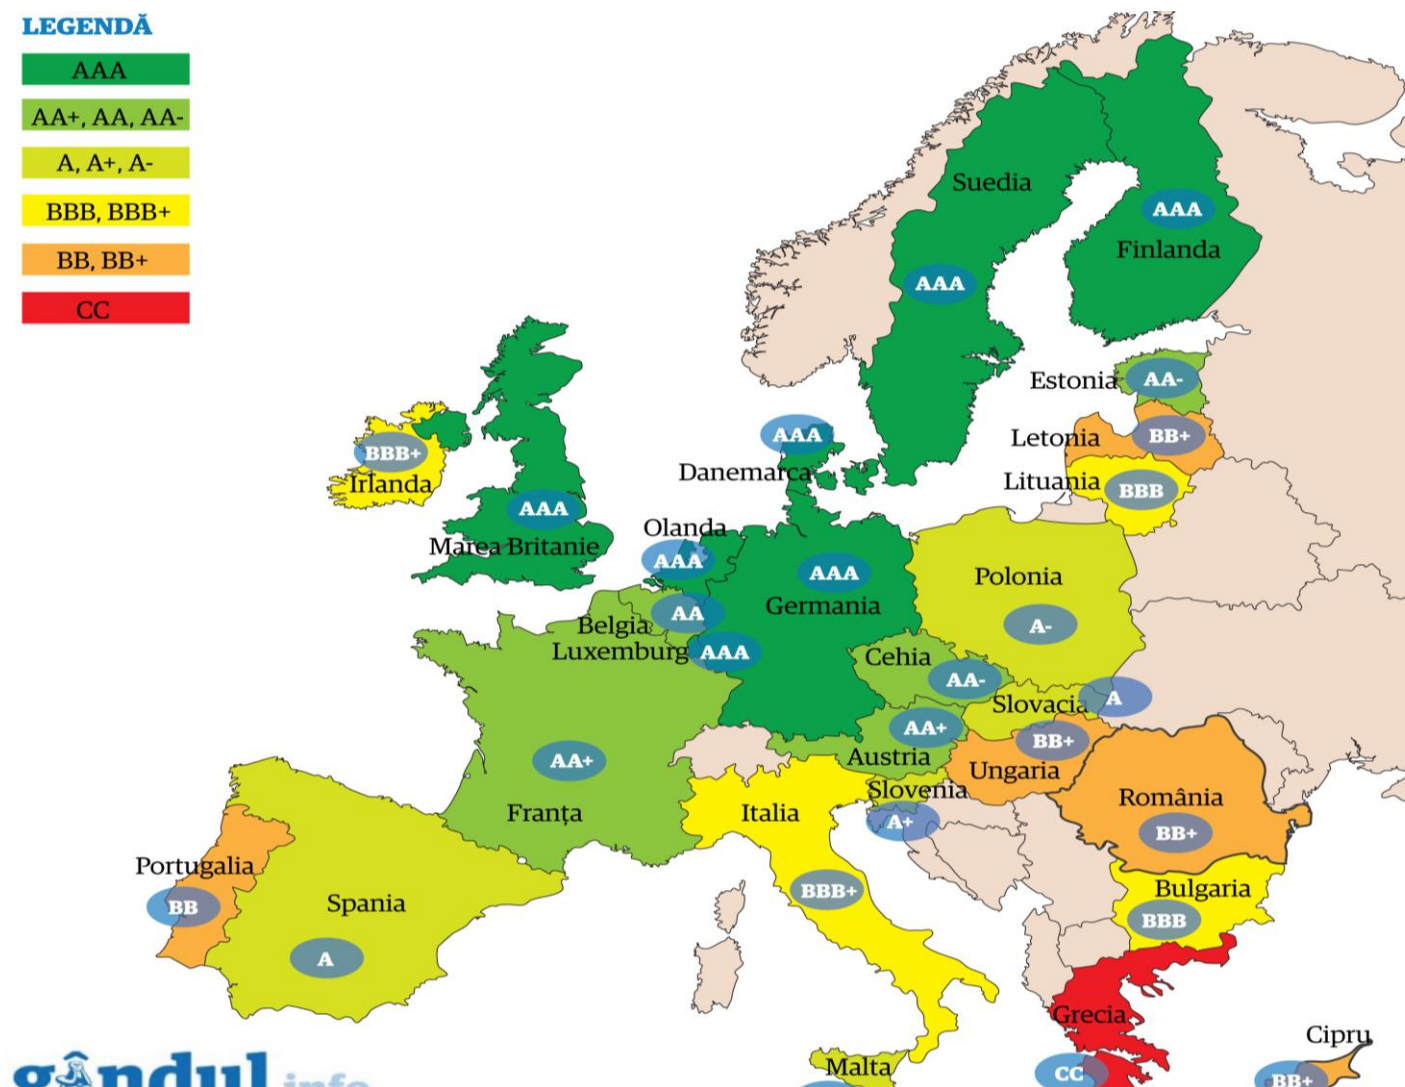 LEGENDĂ
AAA
AA+, AA, AA-
A, A+, A-
BBB, BBB+
BB, BB+
CC
Suedia
AAA
Finlanda
AAA
Estonia
AA-
Letonia
BB+
Lituania
BBB
BBB+
Irlanda
AAA
Marea Britanie
AAA
Danemarca
Olanda
AAA
AAA
Germania
Polonia
A-
AA
Belgia
Luxemburg
AAA
Cehia
AA-
Slovacia
A
AA+
Austria
BB+
Ungaria
Slovenia
A+
AA+
Franța
Italia
BBB+
România
BB+
Bulgaria
BBB
Portugalia
BB
Spania
A
Grecia
CC
Cipru
BB+
Malta
gândul.info